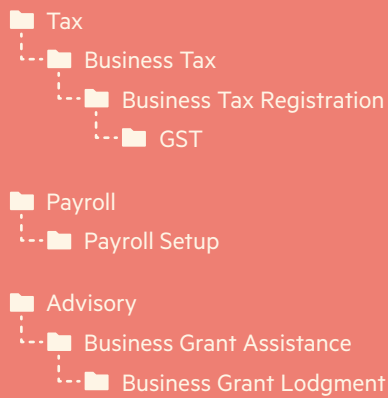 Tax
Business Tax
Business Tax Registration
GST
Payroll
Payroll Setup
Advisory
Business Grant Assistance
Business Grant Lodgment